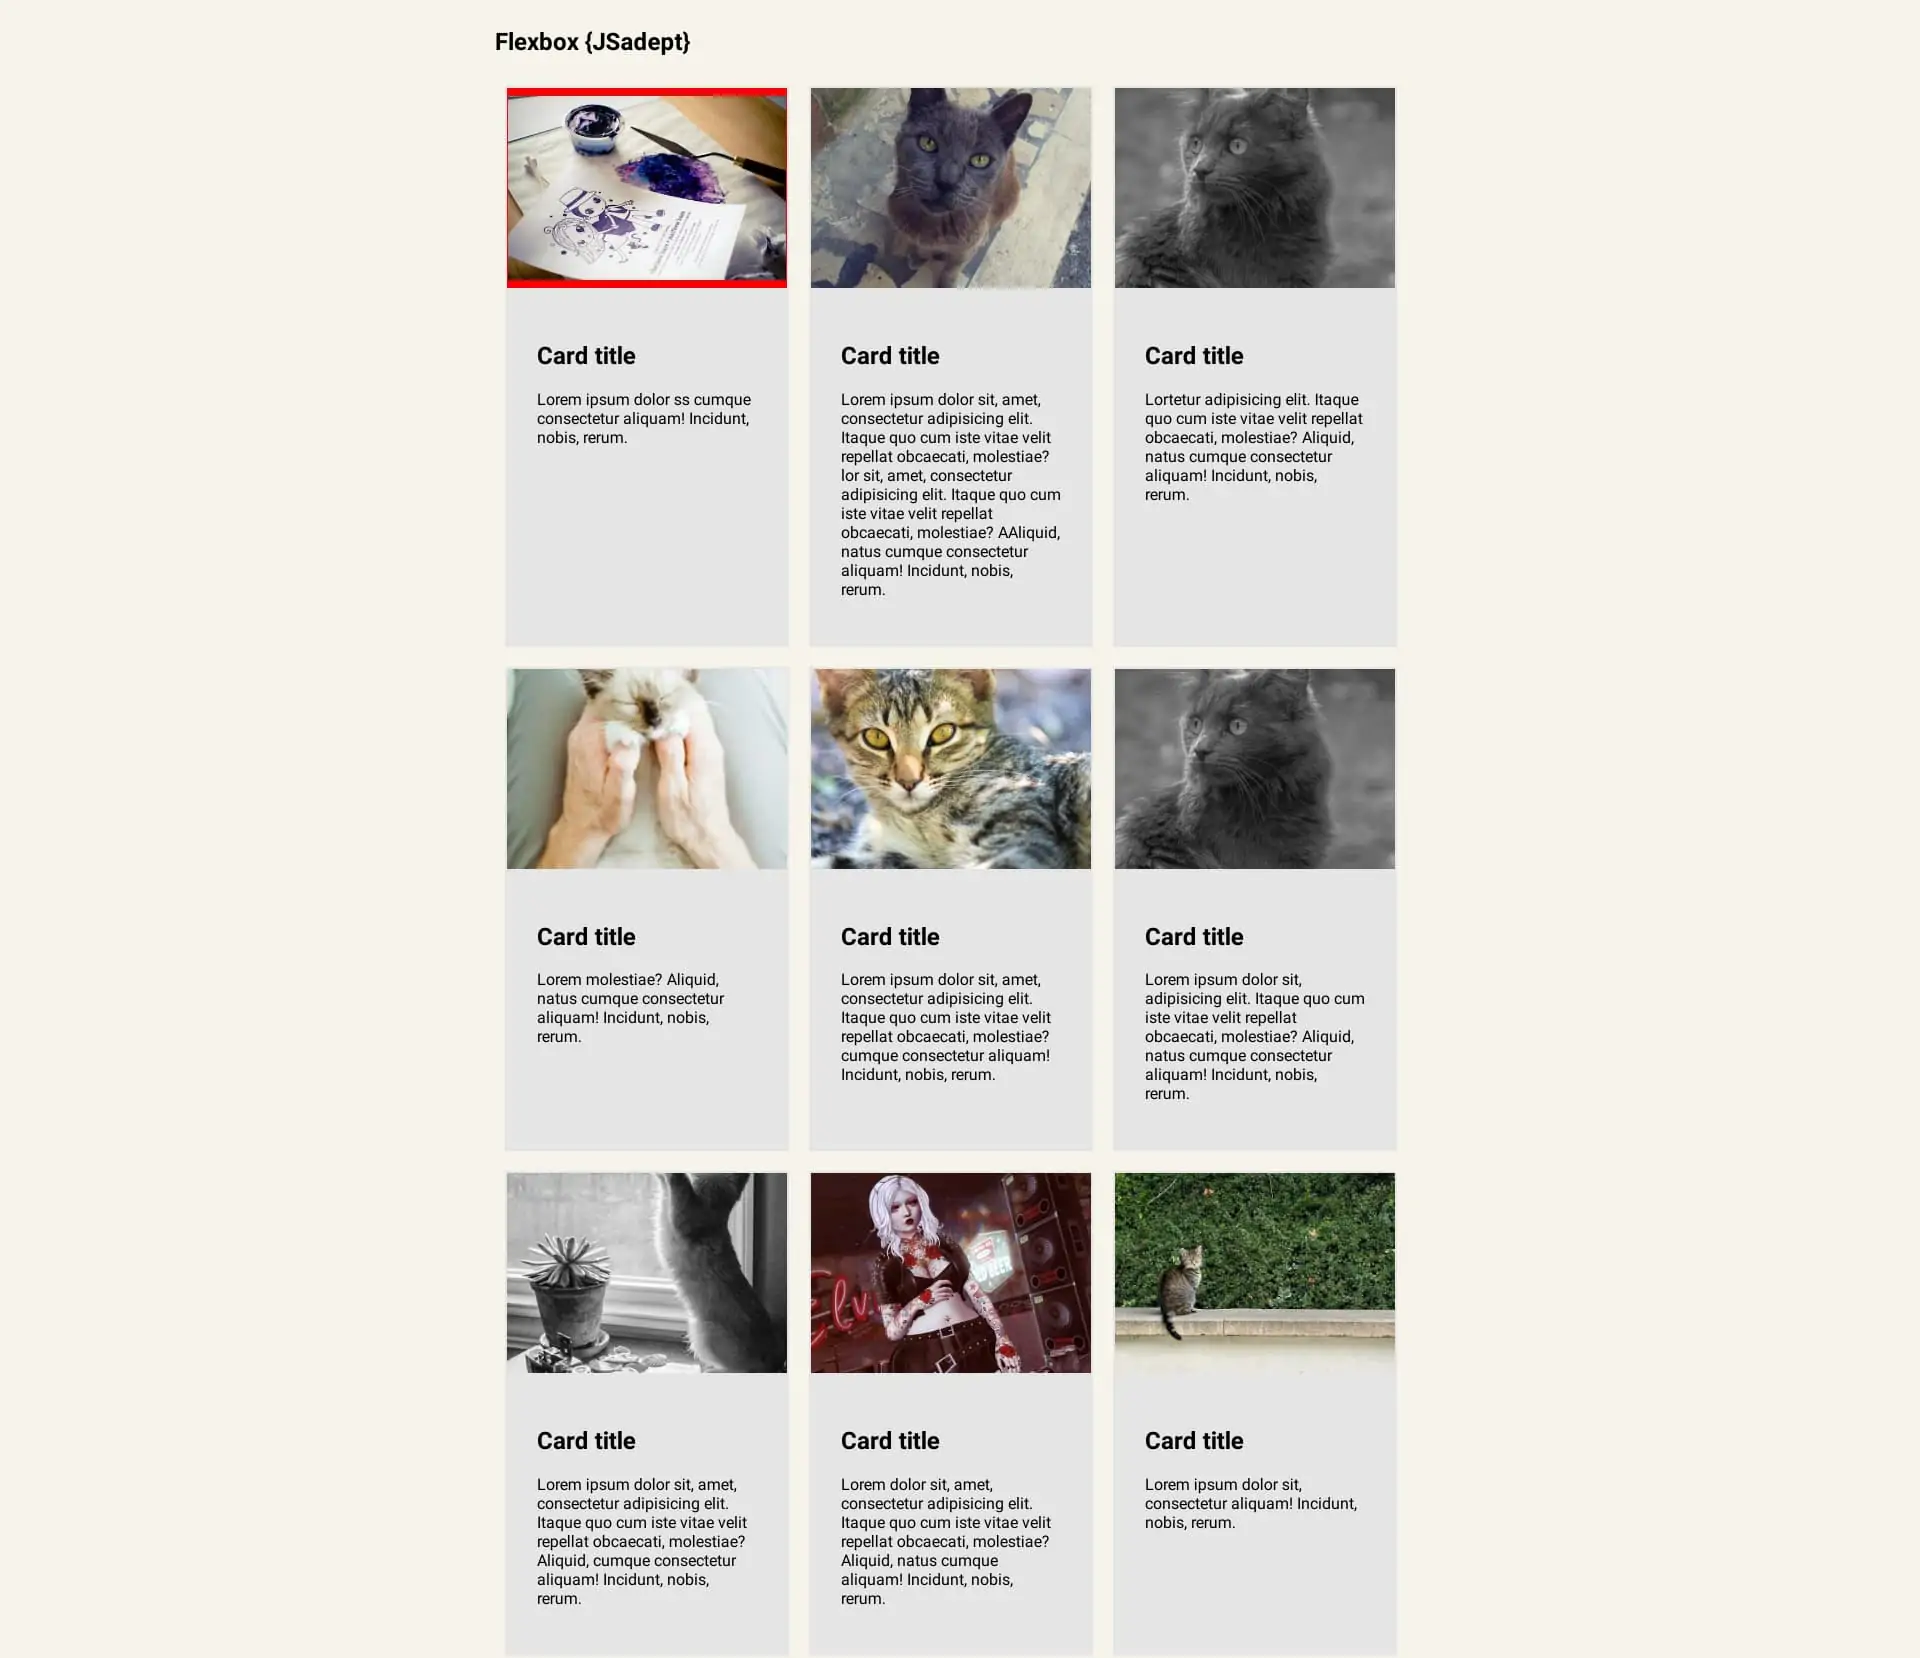 Flexbox {JSadept}
Card title
Lorem ipsum dolor ss cumque
consectetur aliquam! Incidunt,
nobis, rerum.
Card title
Lorem ipsum dolor sit, amet,
consectetur adipisicing elit.
Itaque quo cum iste vitae velit
repellat obcaecati, molestiae?
lor sit, amet, consectetur
adipisicing elit. Itaque quo cum
iste vitae velit repellat
obcaecati, molestiae? AAliquid,
natus cumque consectetur
aliquam! Incidunt, nobis,
rerum.
Card title
Lortetur adipisicing elit. Itaque
quo cum iste vitae velit repellat
obcaecati, molestiae? Aliquid,
natus cumque consectetur
aliquam! Incidunt, nobis,
rerum.
Card title
Lorem molestiae? Aliquid,
natus cumque consectetur
aliquam! Incidunt, nobis,
rerum.
Card title
Lorem ipsum dolor sit, amet,
consectetur adipisicing elit.
Itaque quo cum iste vitae velit
repellat obcaecati, molestiae?
cumque consectetur aliquam!
Incidunt, nobis, rerum.
Card title
Lorem ipsum dolor sit,
adipisicing elit. Itaque quo cum
iste vitae velit repellat
obcaecati, molestiae? Aliquid,
natus cumque consectetur
aliquam! Incidunt, nobis,
rerum.
Card title
Lorem ipsum dolor sit, amet,
consectetur adipisicing elit.
Itaque quo cum iste vitae velit
repellat obcaecati, molestiae?
Aliquid, cumque consectetur
aliquam! Incidunt, nobis,
rerum.
Card title
Lorem dolor sit, amet,
consectetur adipisicing elit.
Itaque quo cum iste vitae velit
repellat obcaecati, molestiae?
Aliquid, natus cumque
aliquam! Incidunt, nobis,
rerum.
Card title
Lorem ipsum dolor sit,
consectetur aliquam! Incidunt,
nobis, rerum.